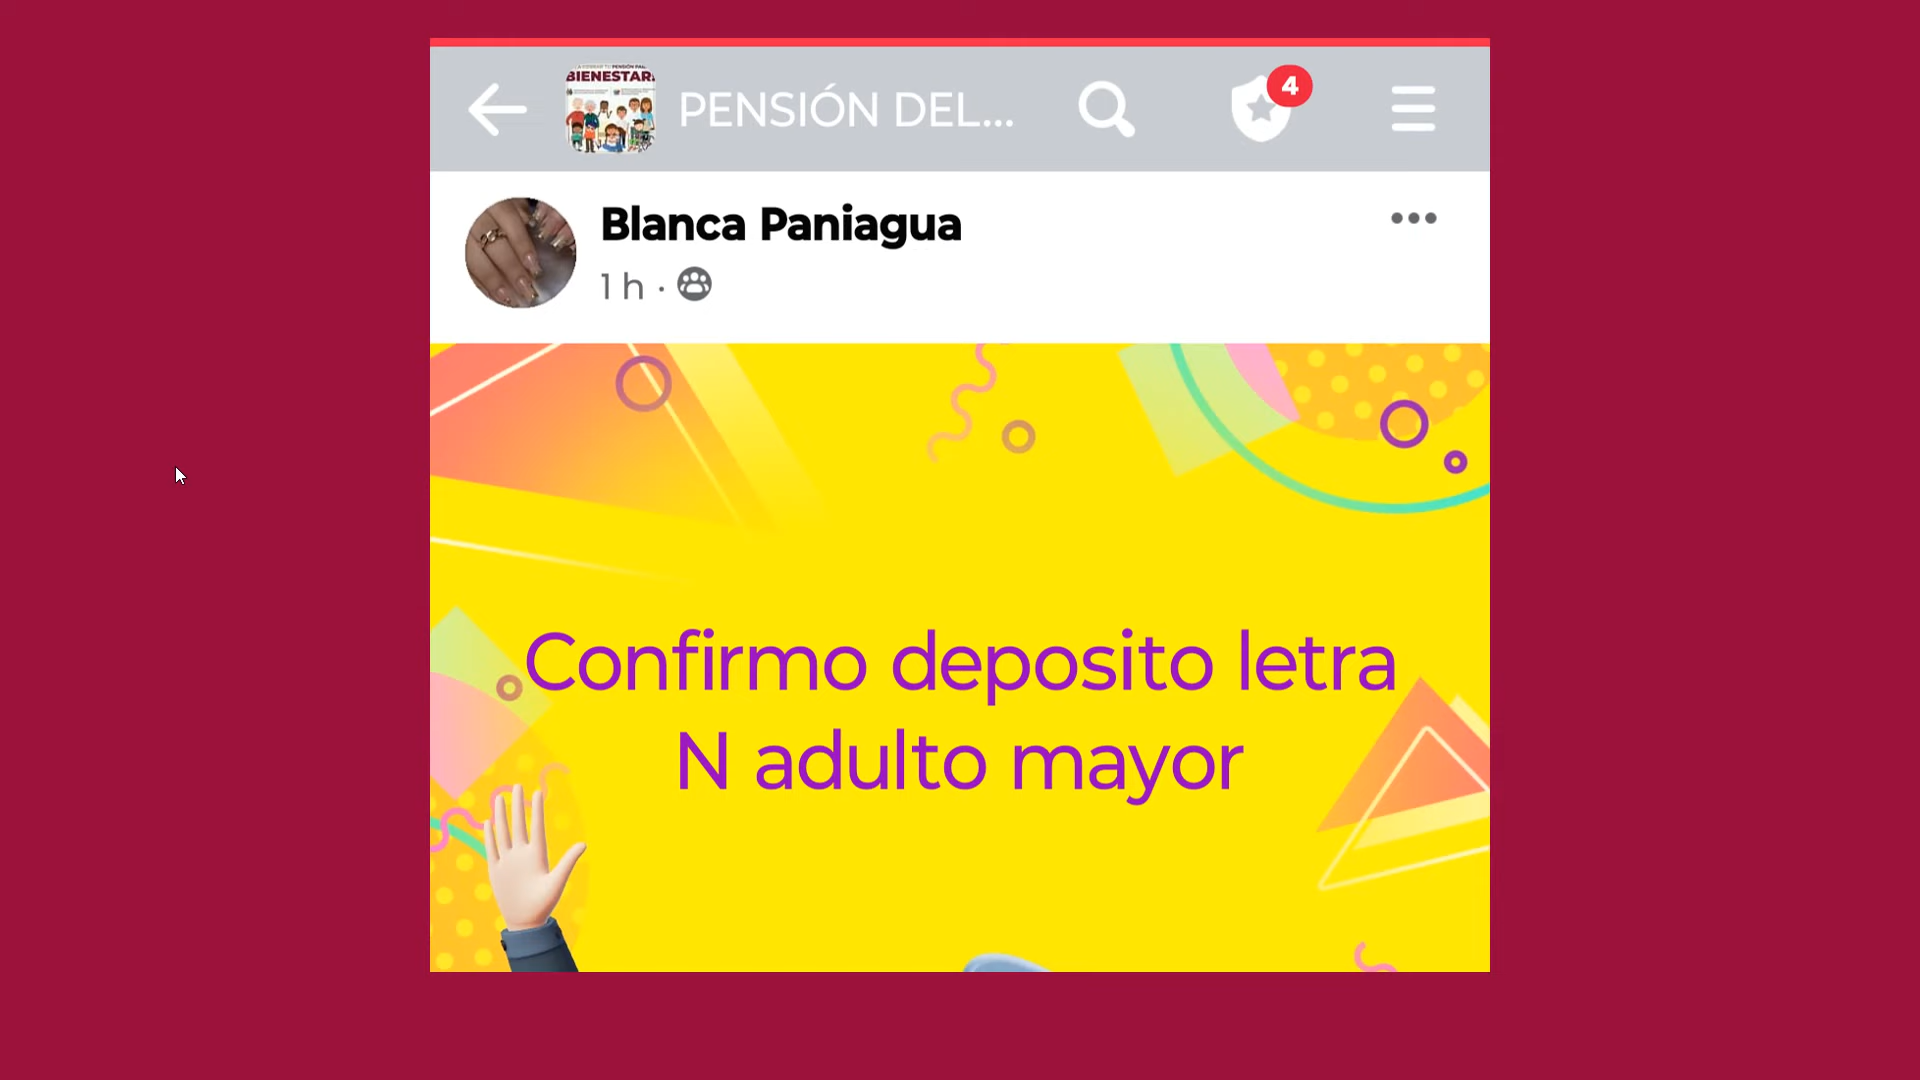 BIENESTAR
PENSIÓN DEL...
4
Blanca Paniagua
1 h ·
Confirmo deposito letra
N adulto mayor